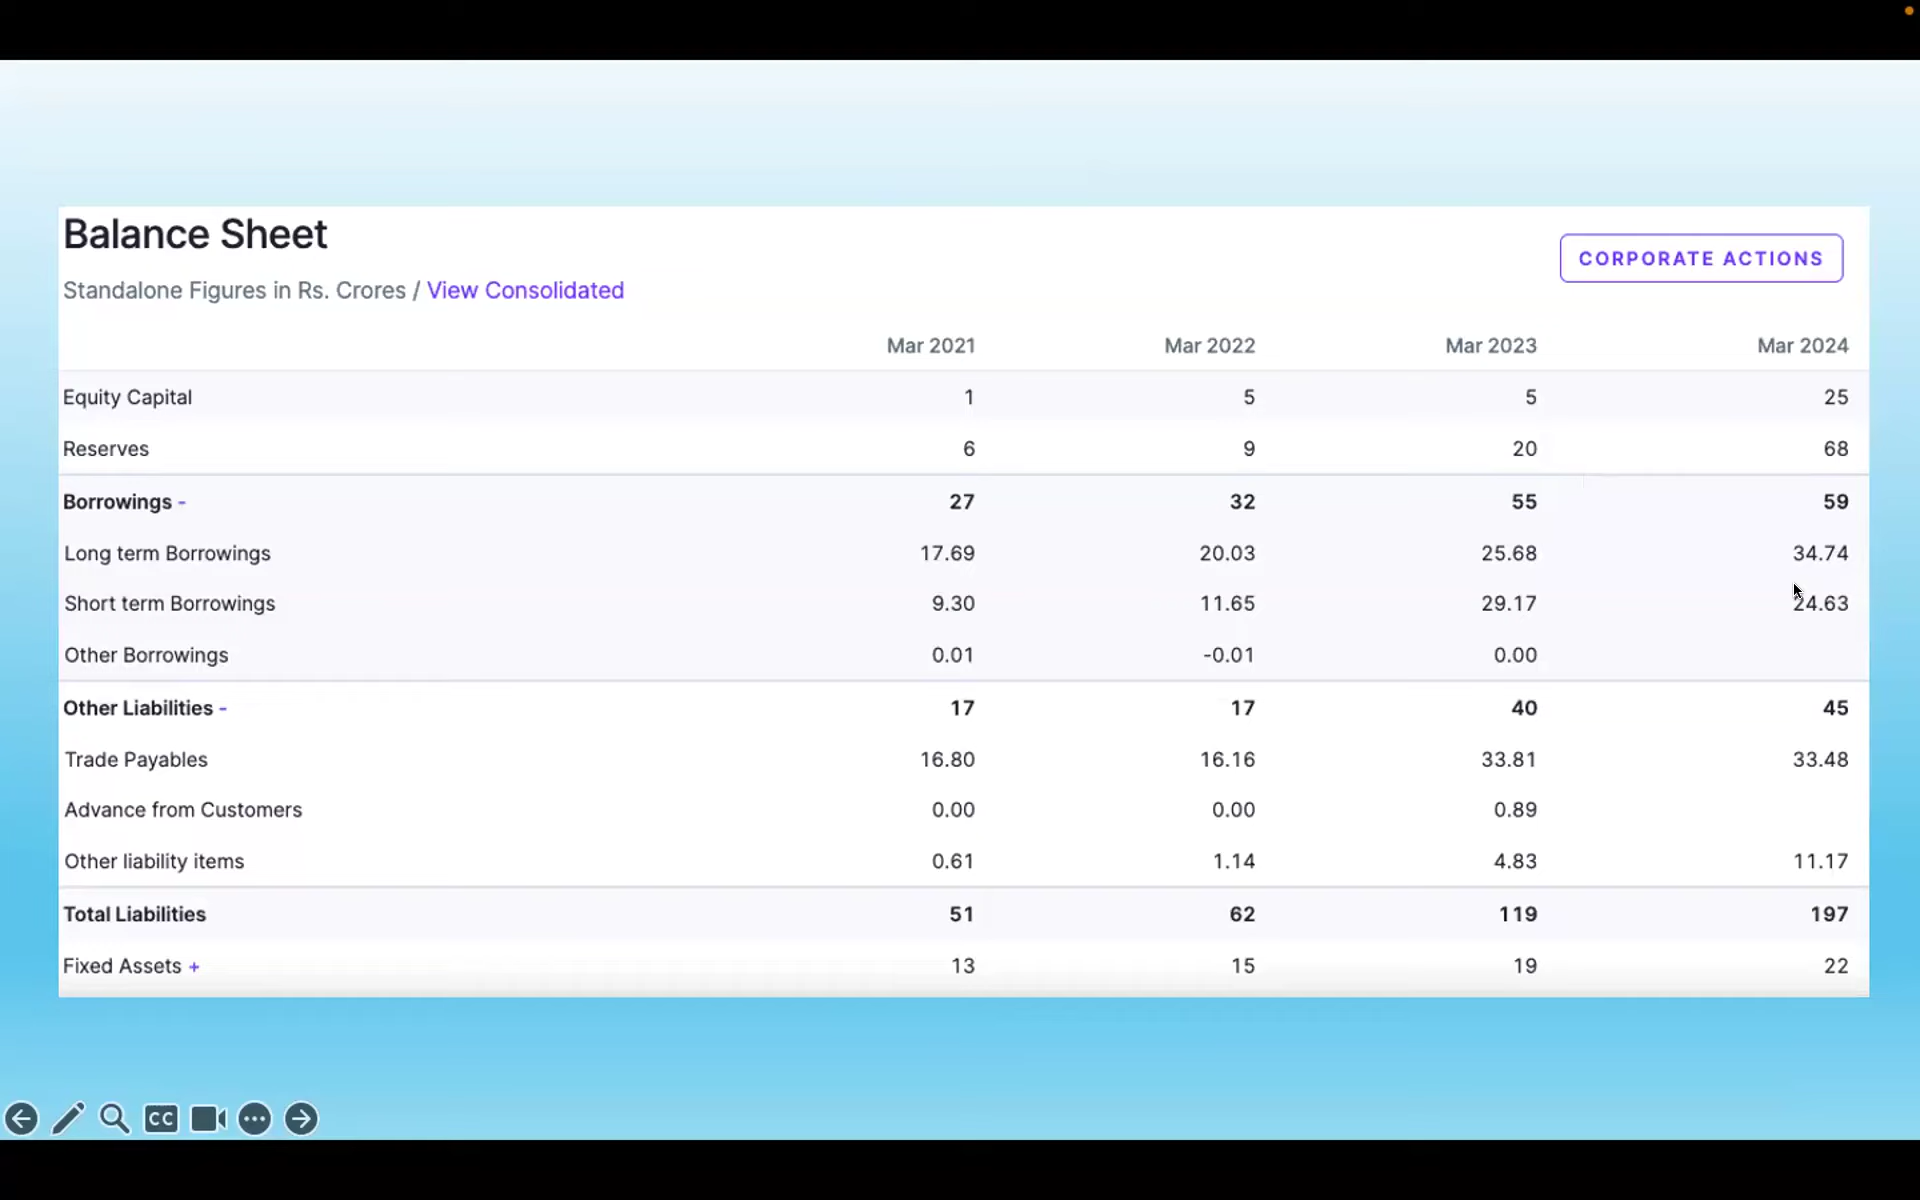 Balance Sheet
CORPORATE ACTIONS
Standalone Figures in Rs. Crores / View Consolidated
Mar 2021 Mar 2022 Mar 2023 Mar 2024
Equity Capital 1 5 5 25
Reserves 6 9 20 68
Borrowings - 27 32 55 59
Long term Borrowings 17.69 20.03 25.68 34.74
Short term Borrowings 9.30 11.65 29.17 24.63
Other Borrowings 0.01 -0.01 0.00
Other Liabilities - 17 17 40 45
Trade Payables 16.80 16.16 33.81 33.48
Advance from Customers 0.00 0.00 0.89
Other liability items 0.61 1.14 4.83 11.17
Total Liabilities 51 62 119 197
Fixed Assets + 13 15 19 22
CC